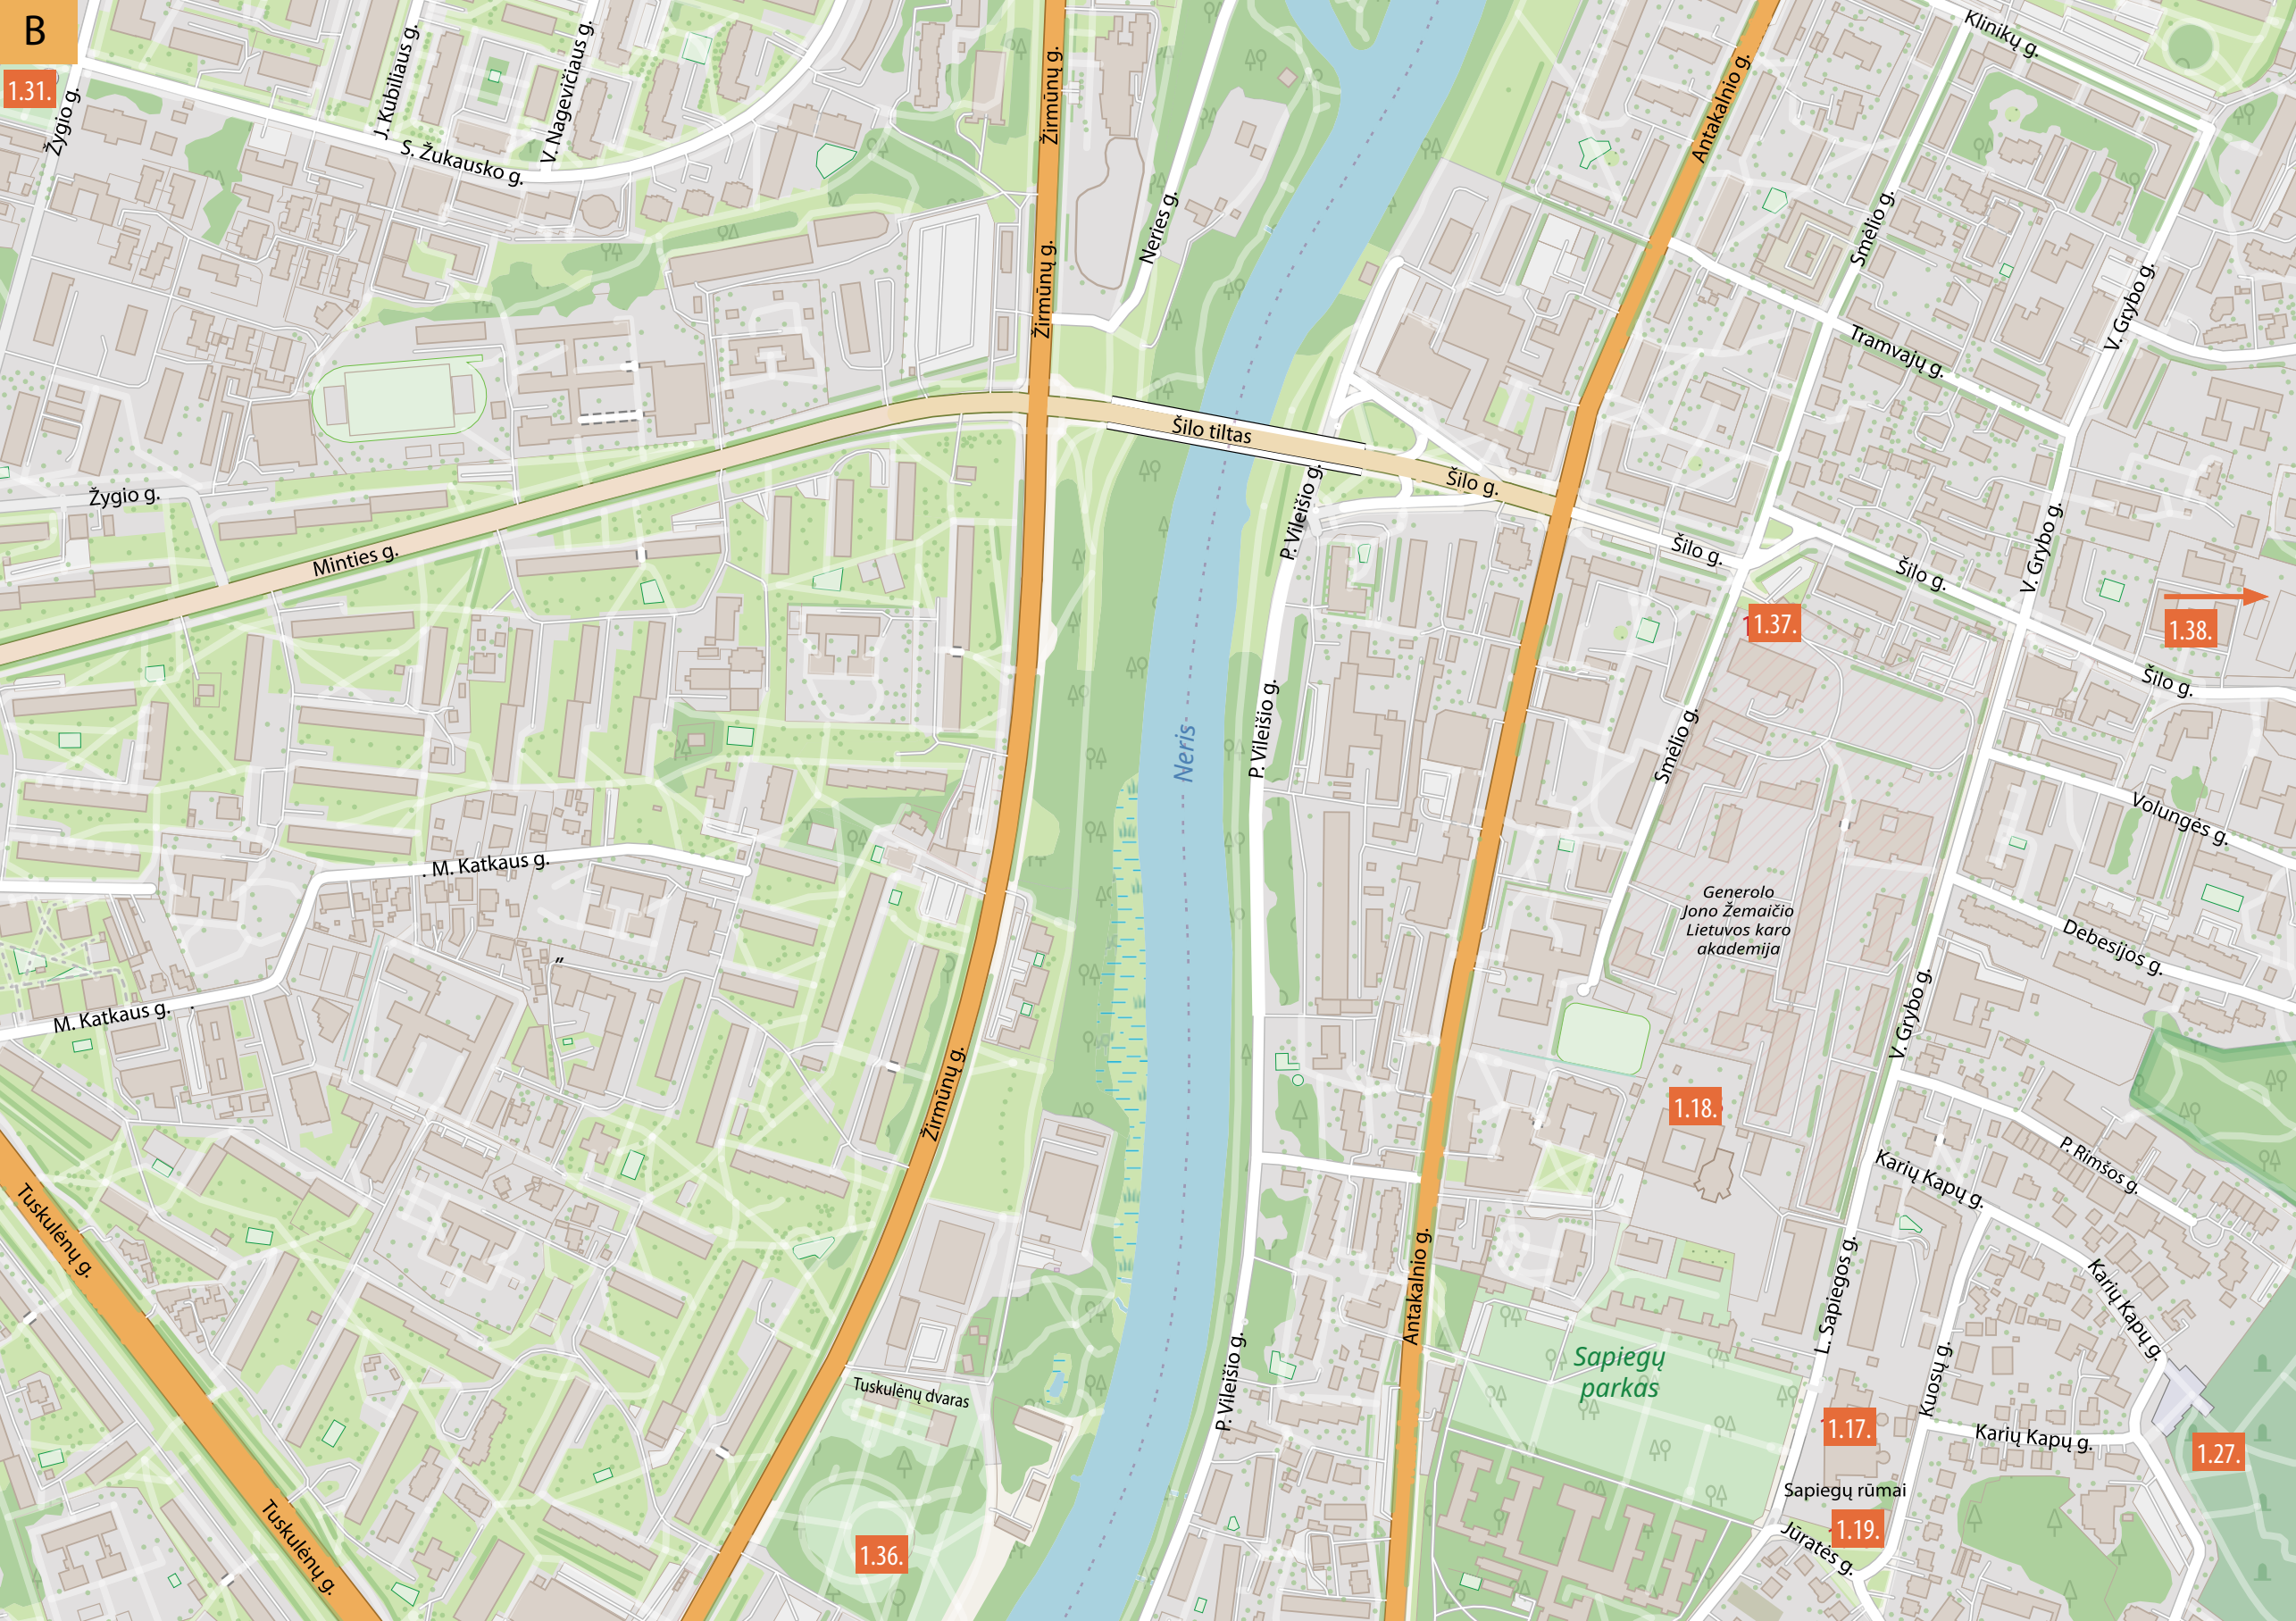 B
1.31.
Žygio g.
J. Kubiliaus g.
V. Nagevičiaus g.
S. Žukausko g.
Žirmūnų g.
Žirmūnų g.
Neries g.
Antakalnio g.
Klinikų g.
Smėlio g.
V. Grybo g.
Tramvajų g.
Šilo tiltas
Šilo g.
Žygio g.
Minties g.
P. Vileišio g.
Šilo g.
Šilo g.
V. Grybo g.
1.37.
1.38.
Šilo g.
Neris
P. Vileišio g.
Smėlio g.
Volungės g.
. M. Katkaus g.
Generolo
Jono Žemaičio
Lietuvos karo
akademija
Debesijos g.
M. Katkaus g.
V. Grybo g.
Žirmūnų g.
1.18.
P. Rimšos g.
Karių Kapų g.
Tuskulėnų g.
Antakalnio g.
L. Sapiegos g.
Karių Kapų g.
Sapiegų
parkas
P. Vileišio g.
Kuosų g.
Tuskulėnų dvaras
1.17.
Karių Kapų g.
1.27.
Sapiegų rūmai
1.19.
Jūratės g.
Tuskulėnų g.
1.36.